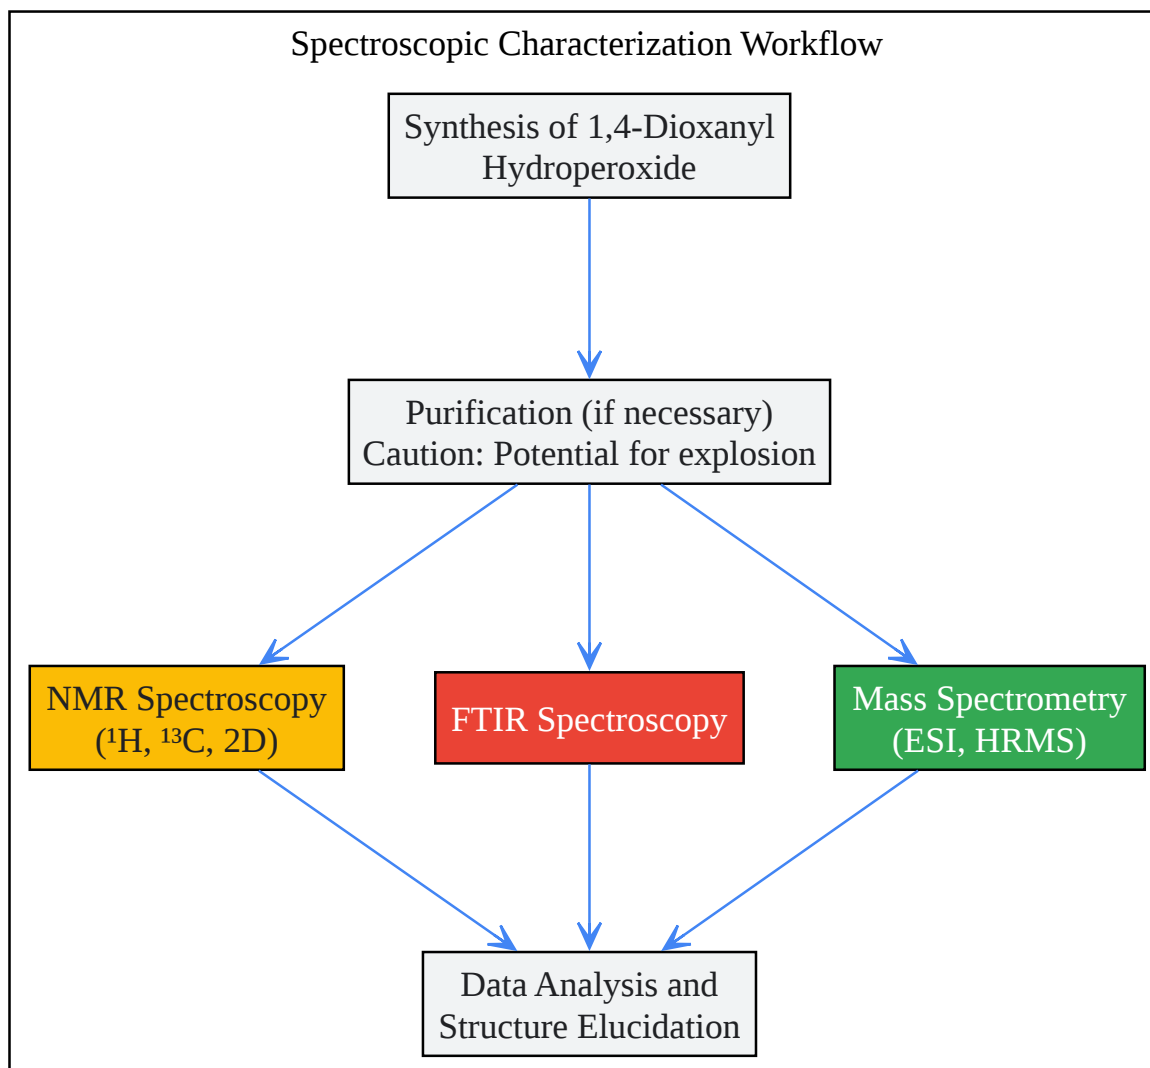 Spectroscopic Characterization Workflow
Synthesis of 1,4-Dioxanyl
Hydroperoxide
Purification (if necessary)
Caution: Potential for explosion
NMR Spectroscopy
(¹H, ¹³C, 2D)
FTIR Spectroscopy
Mass Spectrometry
(ESI, HRMS)
Data Analysis and
Structure Elucidation